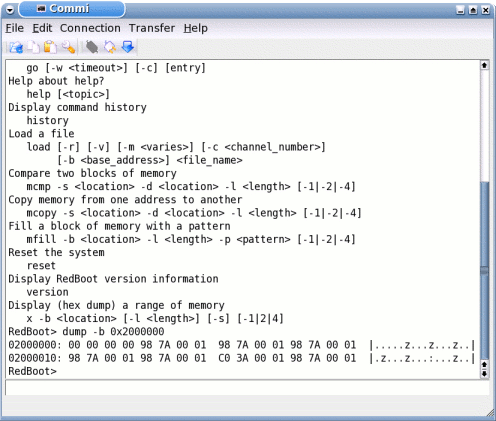 Commi
File Edit Connection Transfer Help
go [-w <timeout>] [-c] [entry]
Help about help?
help [<topic>]
Display command history
history
Load a file
load [-r] [-v] [-m <varies>] [-c <channel_number>]
[-b <base_address>] <file_name>
Compare two blocks of memory
mcmp -s <location> -d <location> -l <length> [-1|-2|-4]
Copy memory from one address to another
mcopy -s <location> -d <location> -l <length> [-1|-2|-4]
Fill a block of memory with a pattern
mfill -b <location> -l <length> -p <pattern> [-1|-2|-4]
Reset the system
reset
Display RedBoot version information
version
Display (hex dump) a range of memory
x -b <location> [-l <length>] [-s] [-1|2|4]
RedBoot> dump -b 0x2000000
02000000: 00 00 00 00 98 7A 00 01  98 7A 00 01 98 7A 00 01  |.....z...z...z..|
02000010: 98 7A 00 01 98 7A 00 01  C0 3A 00 01 98 7A 00 01  |.z...z...:...z..|
RedBoot>